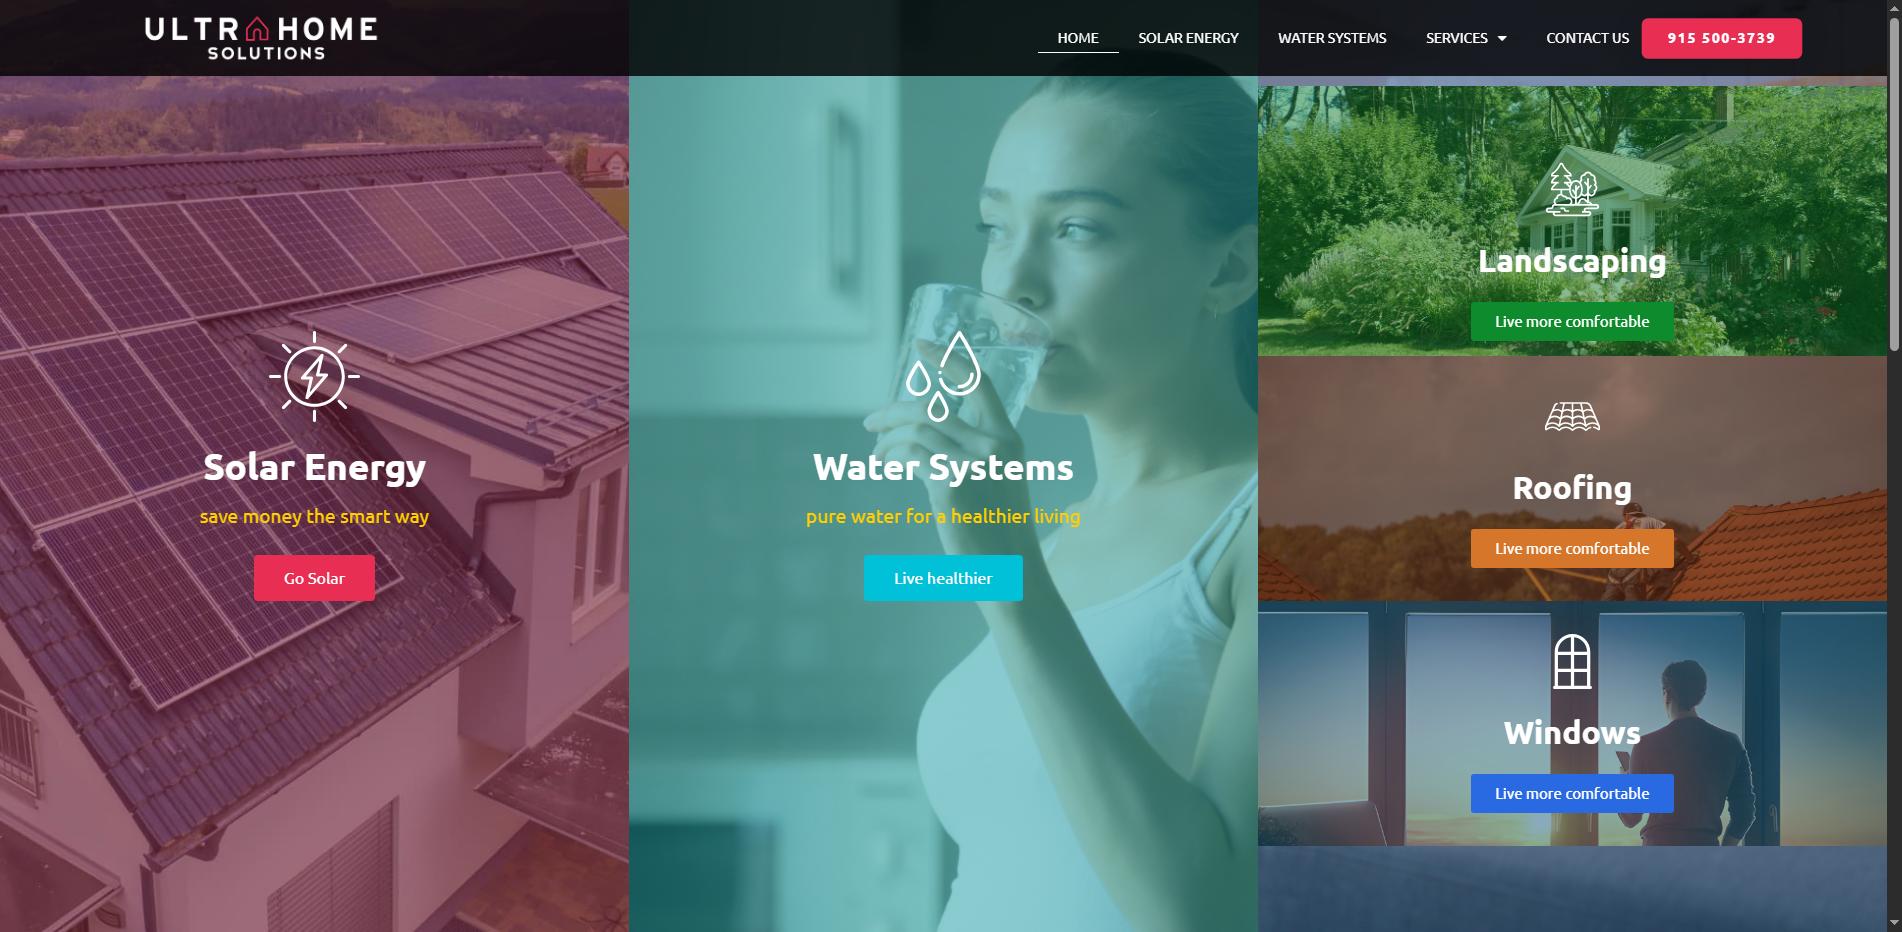 ULTRA HOME
SOLUTIONS
HOME
SOLAR ENERGY
WATER SYSTEMS
SERVICES
CONTACT US
915 500-3739
Solar Energy
save money the smart way
Go Solar
Water Systems
pure water for a healthier living
Live healthier
Landscaping
Live more comfortable
Roofing
Live more comfortable
Windows
Live more comfortable